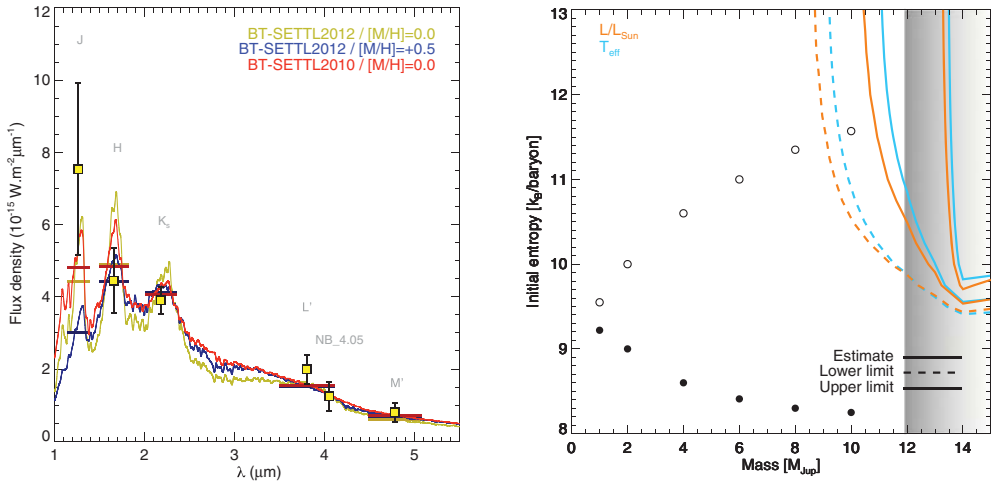 BT-SETTL2012 / [M/H]=0.0
BT-SETTL2012 / [M/H]=+0.5
BT-SETTL2010 / [M/H]=0.0
J
H
Ks
L'
NB_4.05
M'
12
10
8
6
4
2
0
Flux density (10-15 W.m-2µm-1)
1 2 3 4 5
λ (µm)
L/LSun
Teff
13
12
11
10
9
8
Initial entropy [kB/baryon]
Estimate
Lower limit
Upper limit
0 2 4 6 8 10 12 14
Mass [MJup]